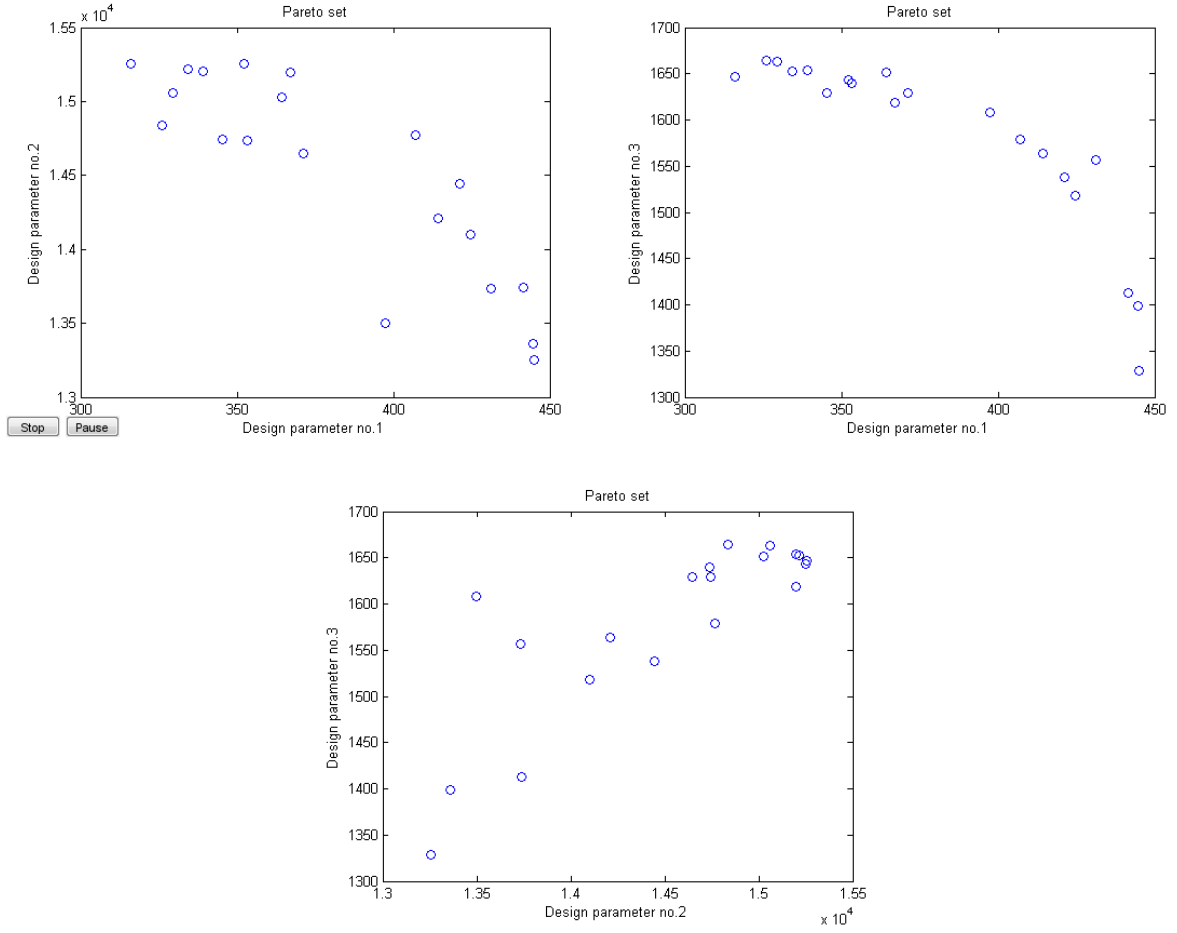 x 10^4
Pareto set
1.55
1.5
1.45
1.4
1.35
1.3
Design parameter no.2
300 350 400 450
Design parameter no.1
Stop Pause
Pareto set
1700
1650
1600
1550
1500
1450
1400
1350
1300
Design parameter no.3
300 350 400 450
Design parameter no.1
Pareto set
1700
1650
1600
1550
1500
1450
1400
1350
1300
Design parameter no.3
1.3 1.35 1.4 1.45 1.5 1.55
Design parameter no.2
x 10^4